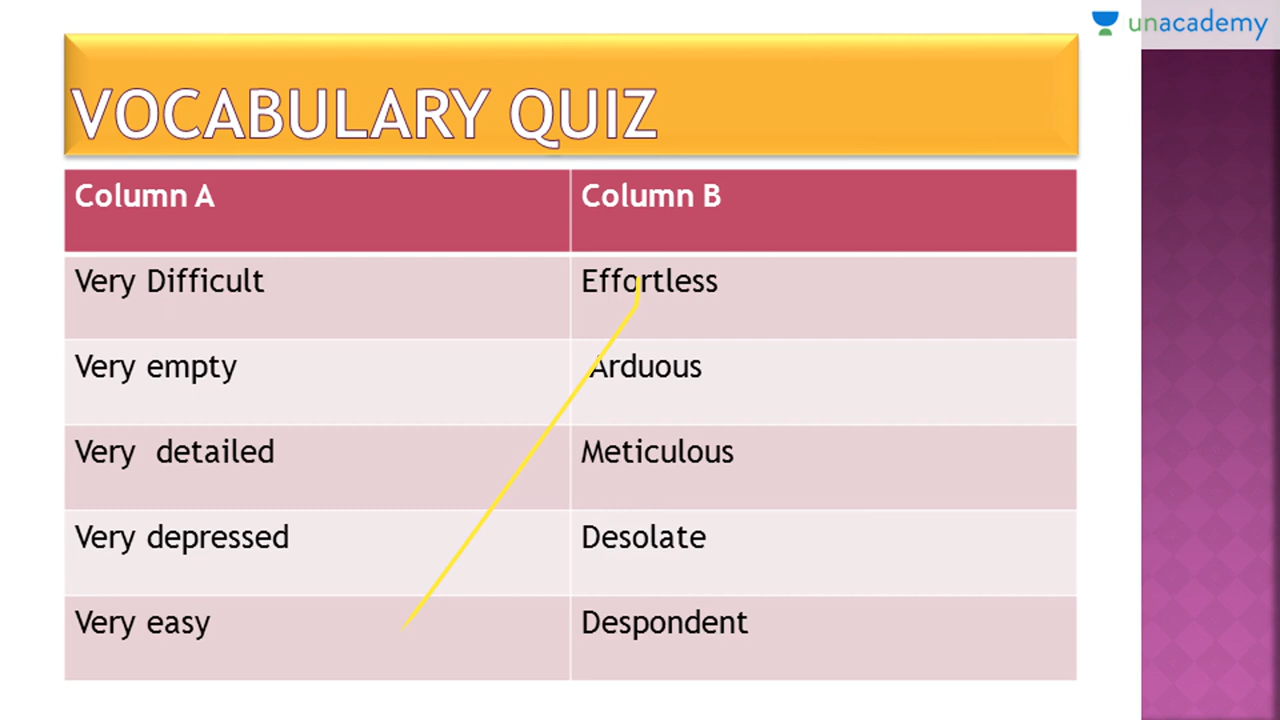 unacademy
VOCABULARY QUIZ
Column A Column B
Very Difficult Effortless
Very empty Arduous
Very detailed Meticulous
Very depressed Desolate
Very easy Despondent